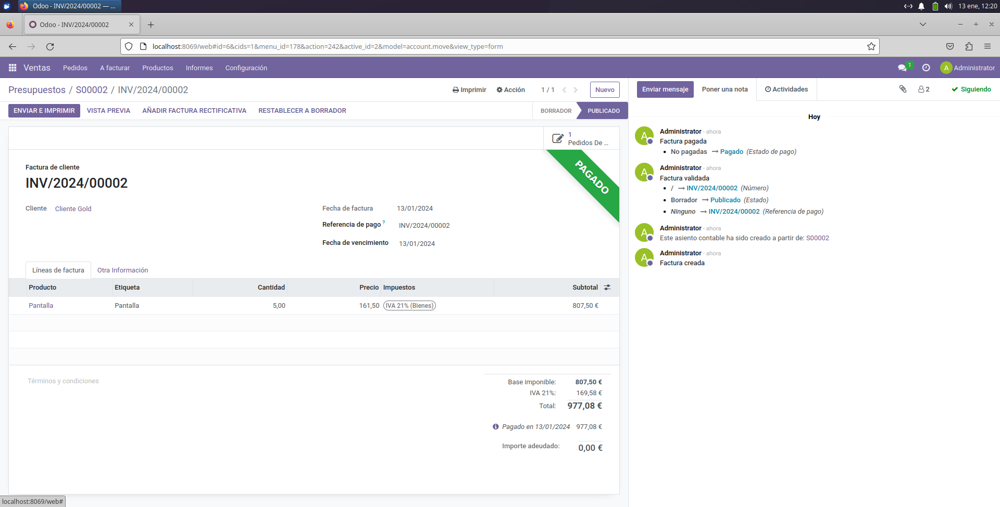 Odoo - INV/2024/00002 — ...
13 ene, 12:20
Odoo - INV/2024/00002
localhost:8069/web#id=6&cids=1&menu_id=178&action=242&active_id=2&model=account.move&view_type=form
Ventas Pedidos A facturar Productos Informes Configuración
1 A Administrator
Presupuestos / S00002 / INV/2024/00002
Imprimir Acción 1 / 1 Nuevo
Enviar mensaje Poner una nota Actividades 2 Siguiendo
ENVIAR E IMPRIMIR VISTA PREVIA AÑADIR FACTURA RECTIFICATIVA RESTABLECER A BORRADOR BORRADOR PUBLICADO
1
Pedidos De ...
PAGADO
Factura de cliente
INV/2024/00002
Cliente Cliente Gold
Fecha de factura 13/01/2024
Referencia de pago ? INV/2024/00002
Fecha de vencimiento 13/01/2024
Líneas de factura Otra Información
Producto Etiqueta Cantidad Precio Impuestos Subtotal
Pantalla Pantalla 5,00 161,50 IVA 21% (Bienes) 807,50 €
Términos y condiciones
Base imponible: 807,50 €
IVA 21%: 169,58 €
Total: 977,08 €
Pagado en 13/01/2024 977,08 €
Importe adeudado: 0,00 €
Hoy
A
Administrator - ahora
Factura pagada
• No pagadas → Pagado (Estado de pago)
A
Administrator - ahora
Factura validada
• / → INV/2024/00002 (Número)
• Borrador → Publicado (Estado)
• Ninguno → INV/2024/00002 (Referencia de pago)
A
Administrator - ahora
Este asiento contable ha sido creado a partir de: S00002
A
Administrator - ahora
Factura creada
localhost:8069/web#